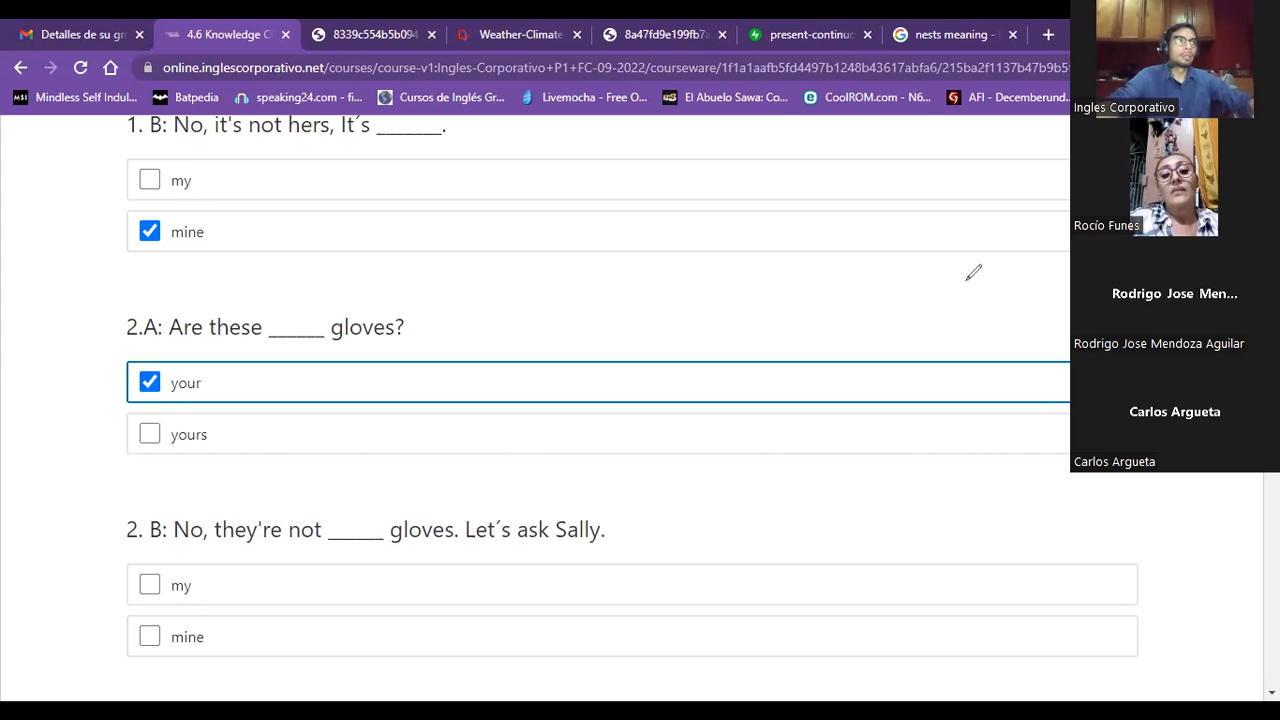 Detalles de su gm
4.6 Knowledge C
8339c554b5b094
Weather-Climate
8a47fd9e199fb7a
present-continuc
nests meaning -
online.inglescorporativo.net/courses/course-v1:Ingles-Corporativo+P1+FC-09-2022/courseware/1f1a1aafb5fd4497b1248b43617abfa6/215ba2f1137b47b9b5
Mindless Self Indul...
Batpedia
speaking24.com - fi...
Cursos de Inglés Gr...
Livemocha - Free O...
El Abuelo Sawa: Co...
CoolROM.com - N6...
AFI - Decemberund.
Ingles Corporativo
1. B: No, it's not hers, It´s _______.
my
mine
Rocío Funes
Rodrigo Jose Men...
2.A: Are these ______ gloves?
Rodrigo Jose Mendoza Aguilar
your
Carlos Argueta
yours
Carlos Argueta
2. B: No, they're not ______ gloves. Let´s ask Sally.
my
mine